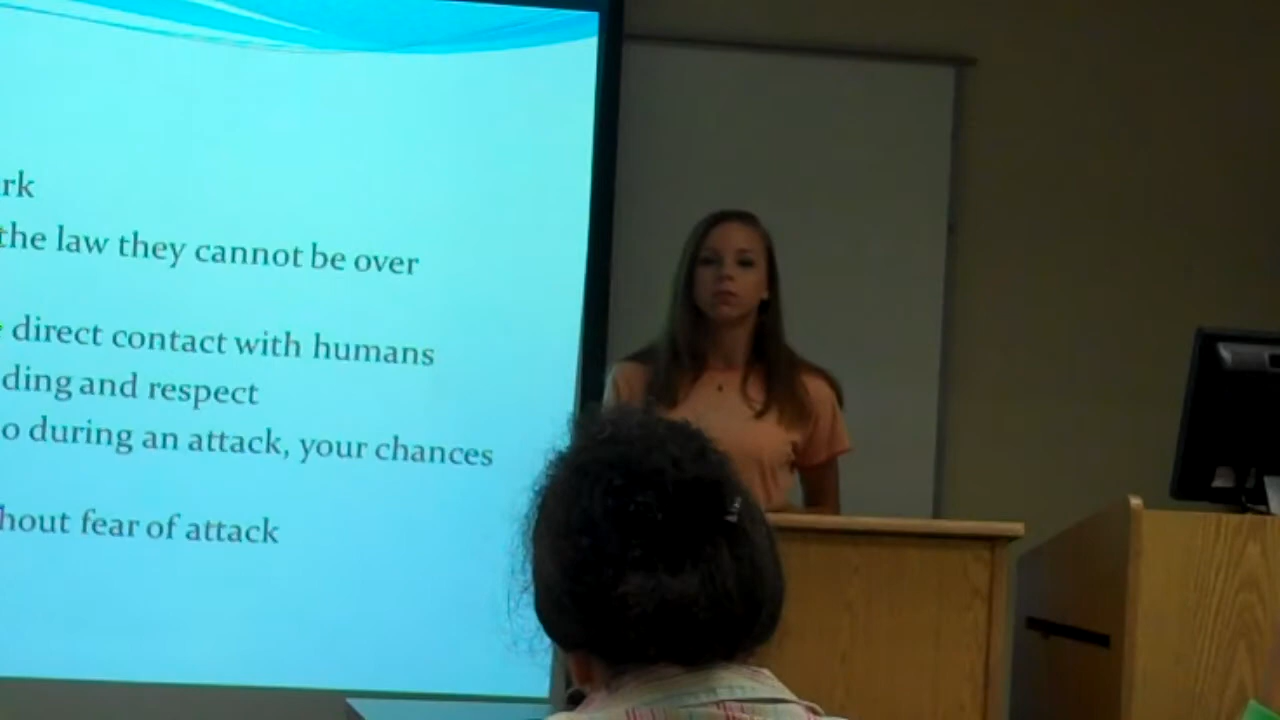 rk
the law they cannot be over
direct contact with humans
ding and respect
o during an attack, your chances
hout fear of attack